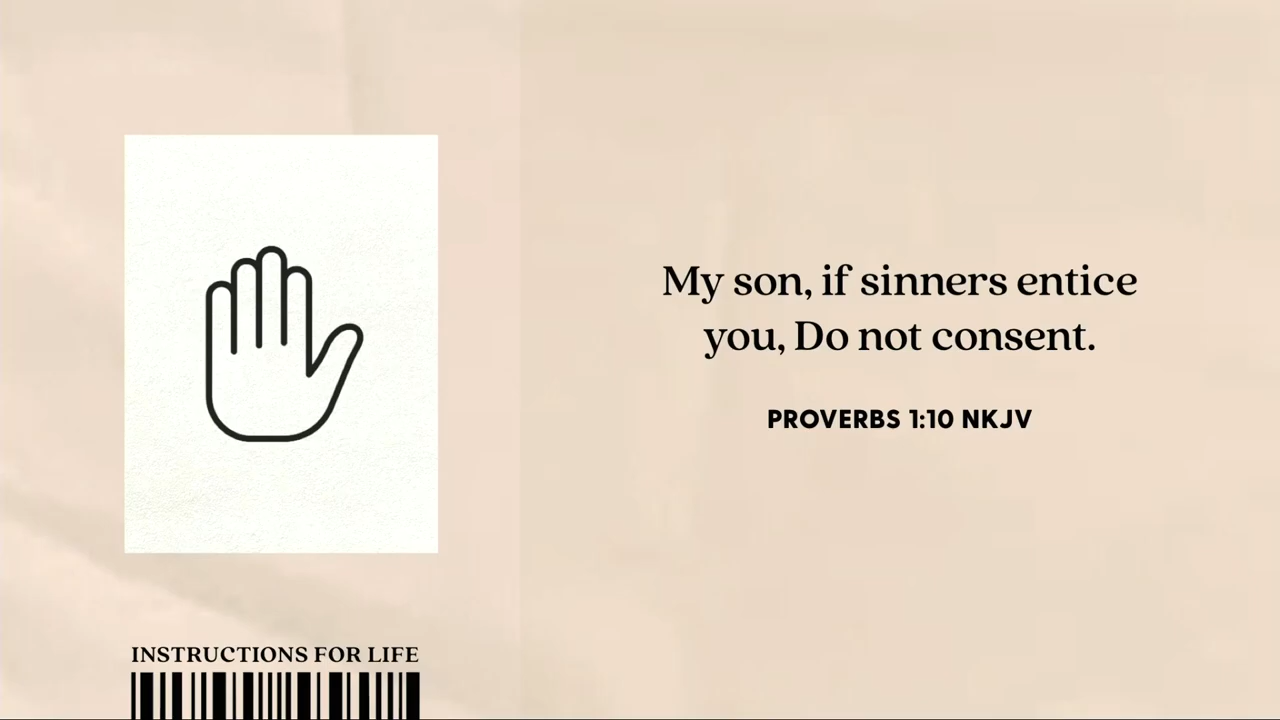 My son, if sinners entice
you, Do not consent.
PROVERBS 1:10 NKJV
INSTRUCTIONS FOR LIFE